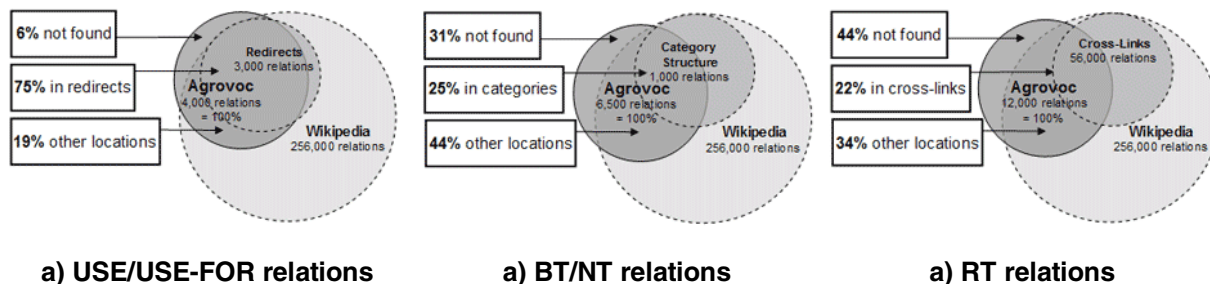 6% not found
75% in redirects
19% other locations
Redirects
3,000 relations
Agrovoc
4,000 relations
= 100%
Wikipedia
256,000 relations
a) USE/USE-FOR relations
31% not found
25% in categories
44% other locations
Category
Structure
1,000 relations
Agrovoc
6,500 relations
= 100%
Wikipedia
256,000 relations
a) BT/NT relations
44% not found
22% in cross-links
34% other locations
Cross-Links
56,000 relations
Agrovoc
12,000 relations
= 100%
Wikipedia
256,000 relations
a) RT relations